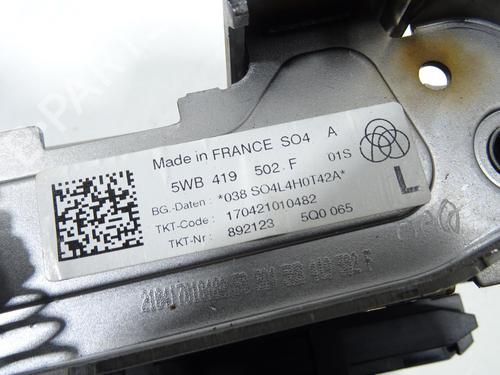 Made in FRANCE SO4 A
5WB 419 502.F 01S
BG.-Daten: *038 SO4L4H0T42A*
TKT-Code: 170421010482
TKT-Nr: 892123 5Q0 065
L